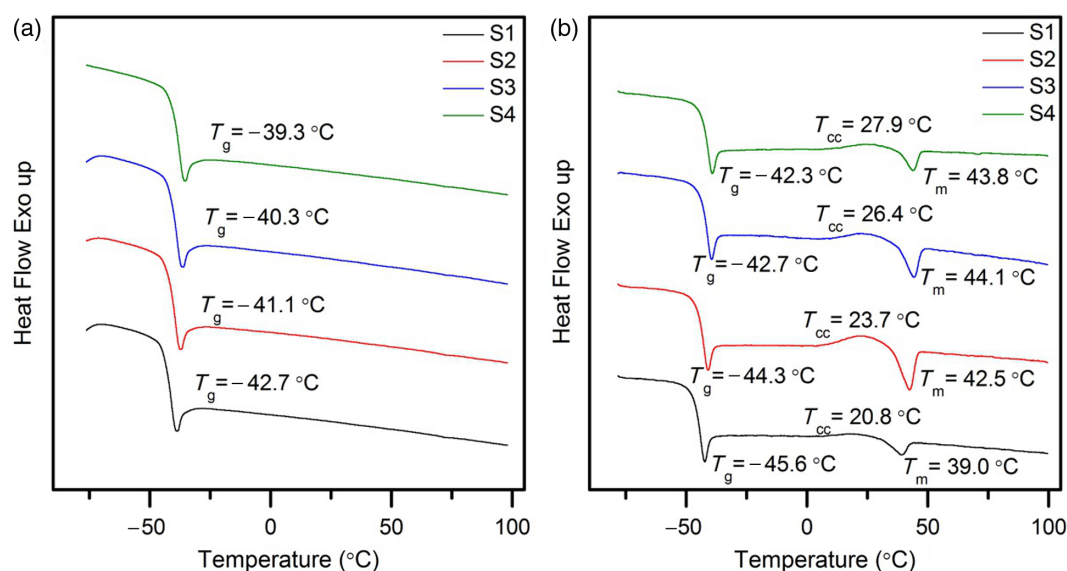 (a)
S1
S2
S3
S4
Tg = −39.3 °C
Tg = −40.3 °C
Tg = −41.1 °C
Tg = −42.7 °C
Heat Flow Exo up
−50 0 50 100
Temperature (°C)
(b)
S1
S2
S3
S4
Tcc = 27.9 °C
Tg = −42.3 °C
Tm = 43.8 °C
Tcc = 26.4 °C
Tg = −42.7 °C
Tm = 44.1 °C
Tcc = 23.7 °C
Tg = −44.3 °C
Tm = 42.5 °C
Tcc = 20.8 °C
Tg = −45.6 °C
Tm = 39.0 °C
Heat Flow Exo up
−50 0 50 100
Temperature (°C)